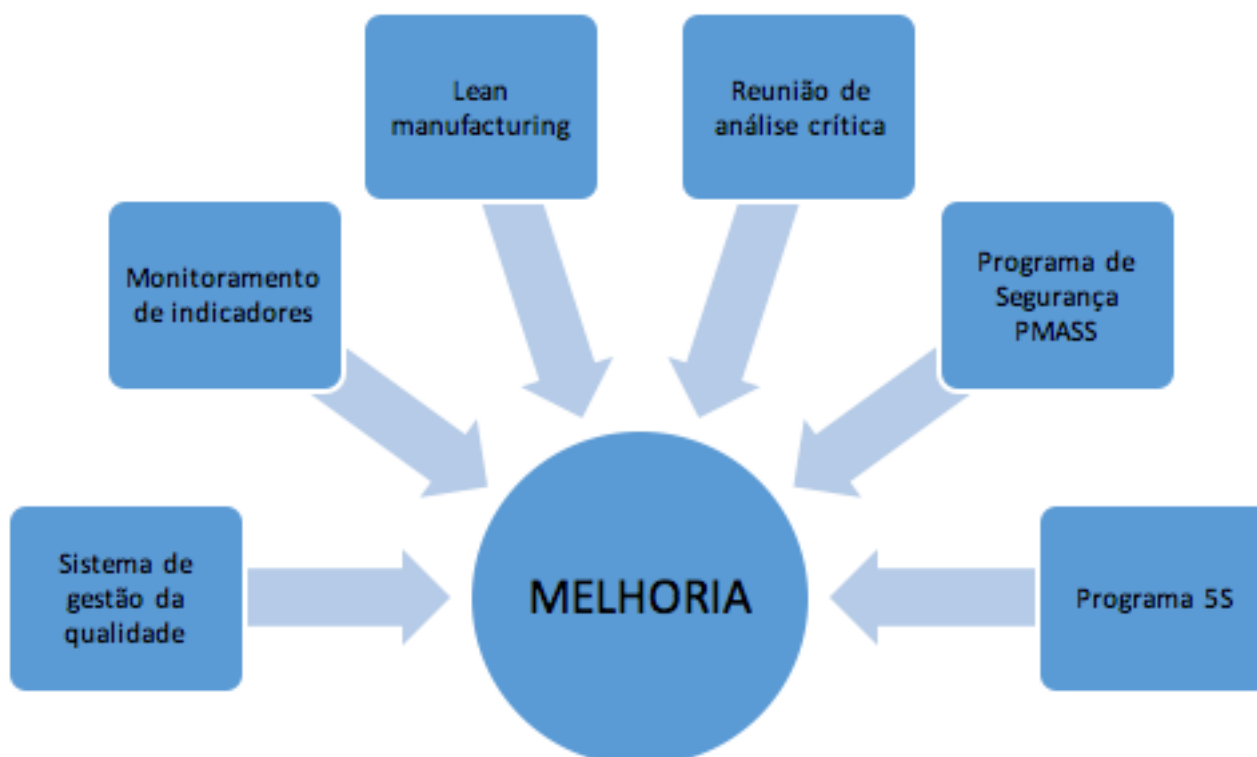 Lean
manufacturing
Reunião de
análise crítica
Monitoramento
de indicadores
Programa de
Segurança
PMASS
Sistema de
gestão da
qualidade
MELHORIA
Programa 5S